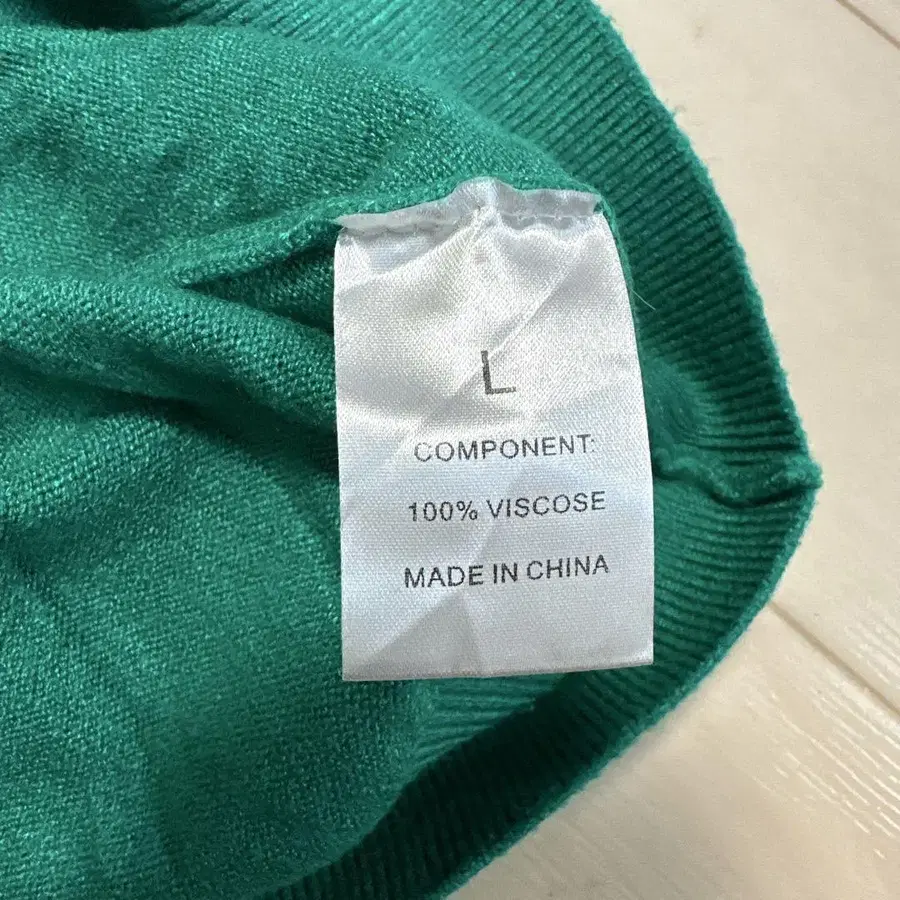 L
COMPONENT:
100% VISCOSE
MADE IN CHINA